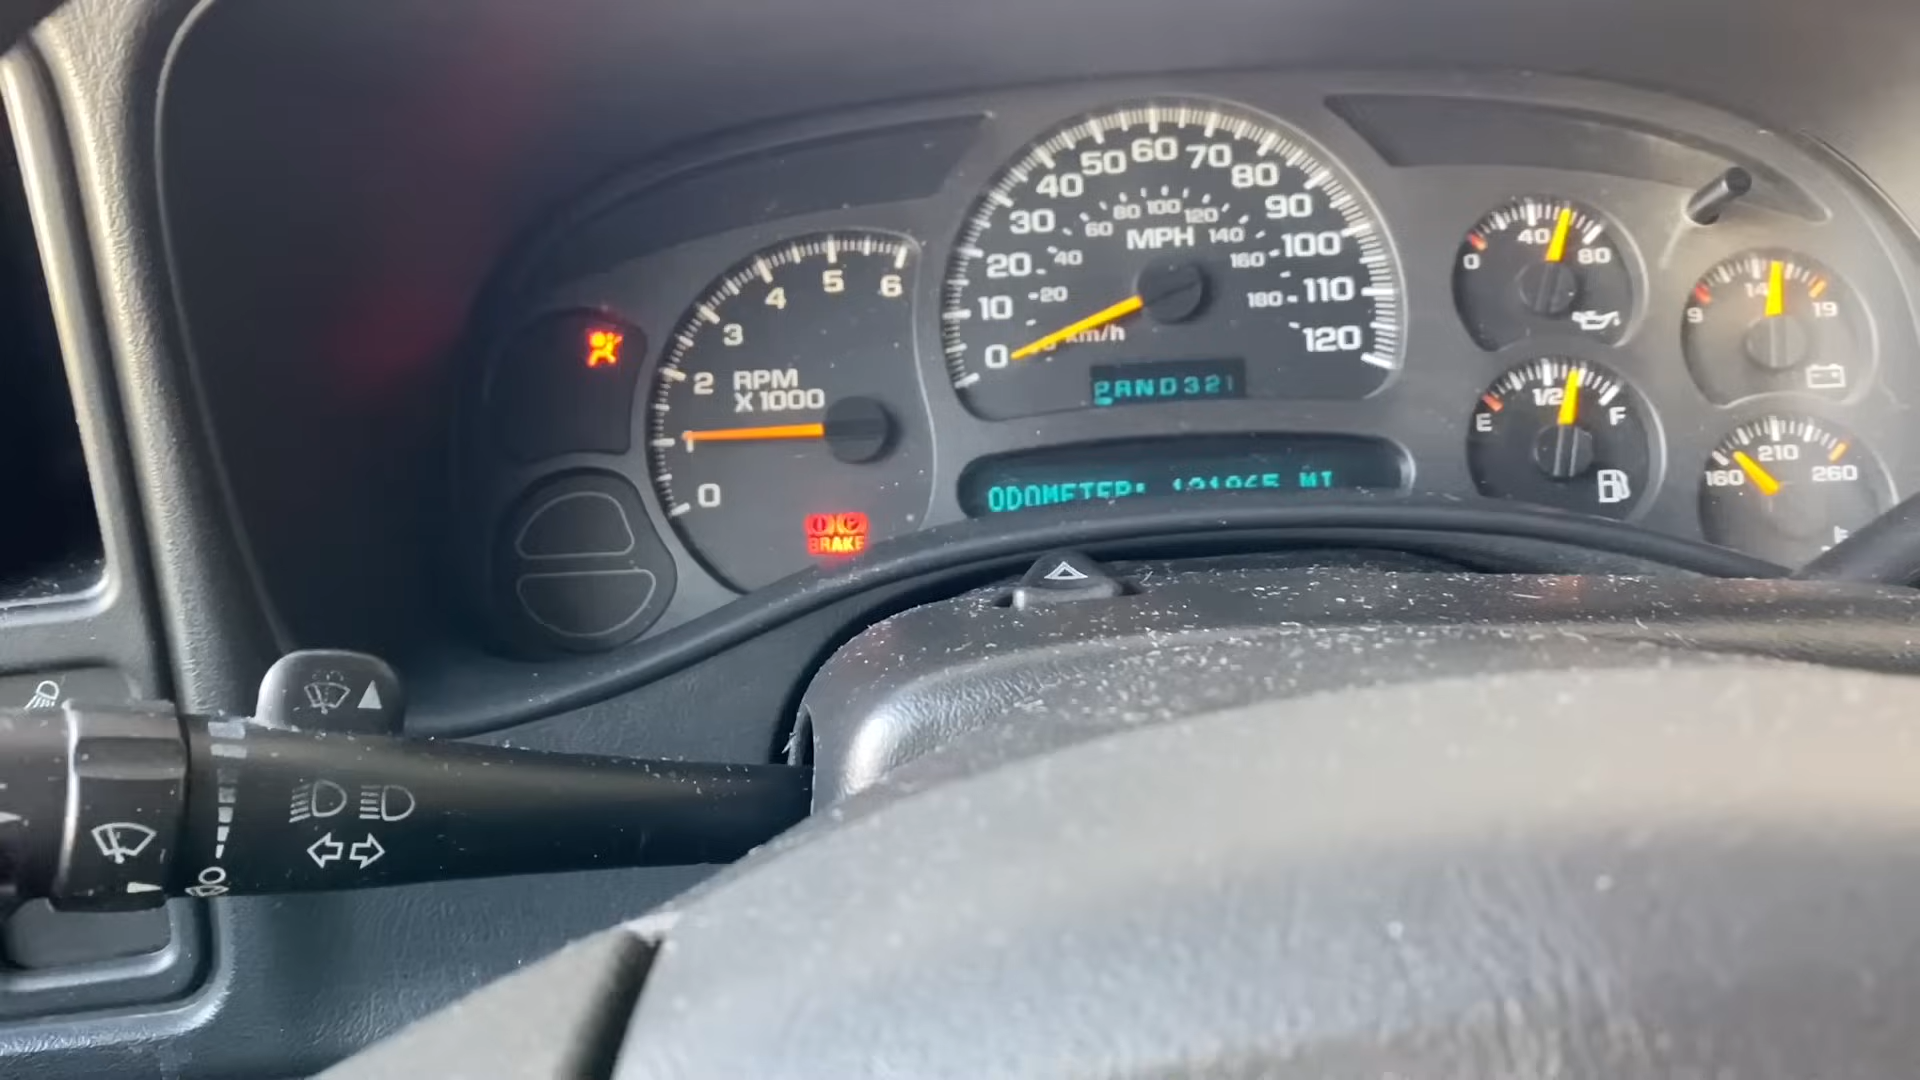 0 1 2 3 4 5 6
RPM
X 1000
BRAKE
0 10 20 30 40 50 60 70 80 90 100 110 120
20 40 60 80 100 120 140 160 180
MPH
km/h
PRND321
ODOMETER: MI
0 40 80
9 14 19
E 1/2 F
160 210 260